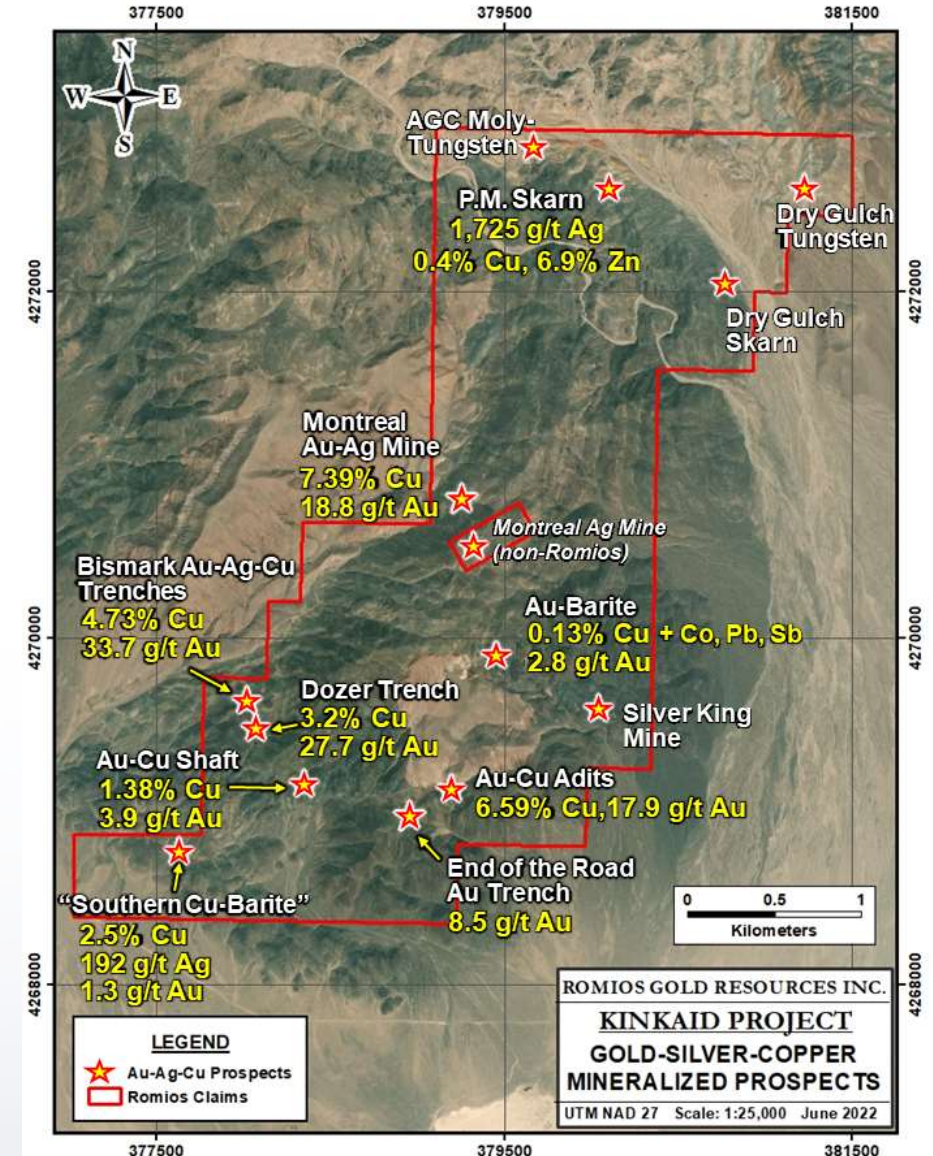 377500
379500
381500
N
W
E
S
AGC Moly-
Tungsten
P.M. Skarn
1,725 g/t Ag
0.4% Cu, 6.9% Zn
Dry Gulch
Tungsten
4272000
4272000
Dry Gulch
Skarn
Montreal
Au-Ag Mine
7.39% Cu
18.8 g/t Au
Montreal Ag Mine
(non-Romios)
Bismark Au-Ag-Cu
Trenches
4.73% Cu
33.7 g/t Au
Au-Barite
0.13% Cu + Co, Pb, Sb
2.8 g/t Au
4270000
4270000
Dozer Trench
3.2% Cu
27.7 g/t Au
Silver King
Mine
Au-Cu Shaft
1.38% Cu
3.9 g/t Au
Au-Cu Adits
6.59% Cu,17.9 g/t Au
End of the Road
Au Trench
8.5 g/t Au
“Southern Cu-Barite”
2.5% Cu
192 g/t Ag
1.3 g/t Au
0 0.5 1
Kilometers
4268000
4268000
LEGEND
Au-Ag-Cu Prospects
Romios Claims
ROMIOS GOLD RESOURCES INC.
KINKAID PROJECT
GOLD-SILVER-COPPER
MINERALIZED PROSPECTS
UTM NAD 27 Scale: 1:25,000 June 2022
377500
379500
381500